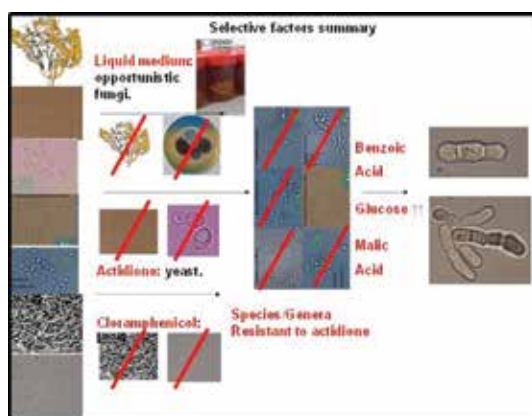 Selective factors summary
Liquid medium:
opportunistic
fungi.
Benzoic
Acid
Glucose ↑↑
Malic
Acid
Actidione: yeast.
Cloramphenicol:
Species/Genera
Resistant to actidione